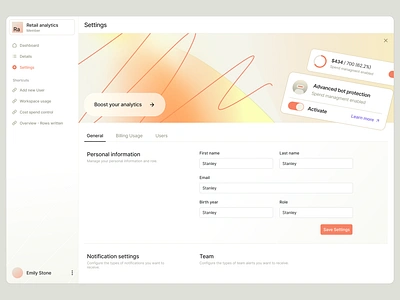 Ra
Retail analytics
Member
Settings
Dashboard
Details
Settings
Shortcuts
Add new User
Workspace usage
Cost spend control
Overview - Rows written
Emily Stone
Boost your analytics
$434 / 700 (62,2%)
Spend managment enabled
Advanced bot protection
Spend managment enabled
Activate
Learn more
General
Billing Usage
Users
Personal information
Manage your personal information and role.
First name
Last name
Stanley
Stanley
Email
Stanley
Birth year
Role
Stanley
Stanley
Save Settings
Notification settings
Configure the types of notifications you want to receive.
Team
Configure the types of team alerts you want to receive.